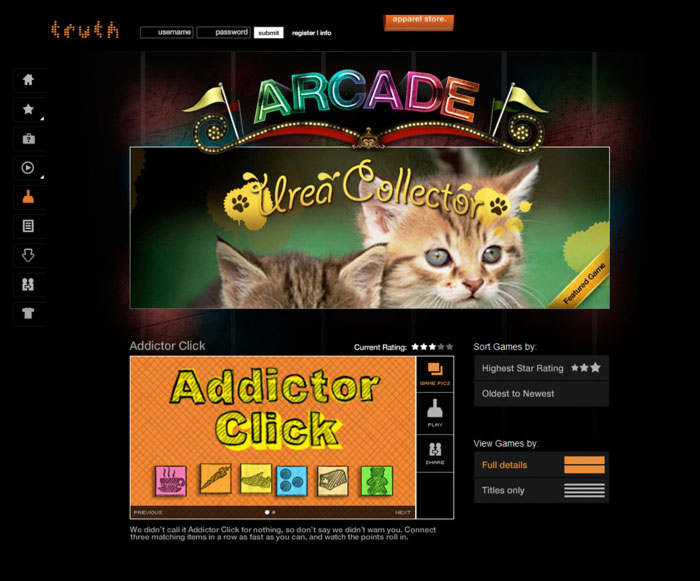 apparel store.
truth
username password submit register | info
ARCADE
Urea Collector
Featured Game
Addictor Click
Current Rating:
Sort Games by:
Highest Star Rating
Oldest to Newest
Addictor
Click
GAME PICS
PLAY
SHARE
View Games by:
Full details
Titles only
PREVIOUS NEXT
We didn't call it Addictor Click for nothing, so don't say we didn't warn you. Connect
three matching items in a row as fast as you can, and watch the points roll in.